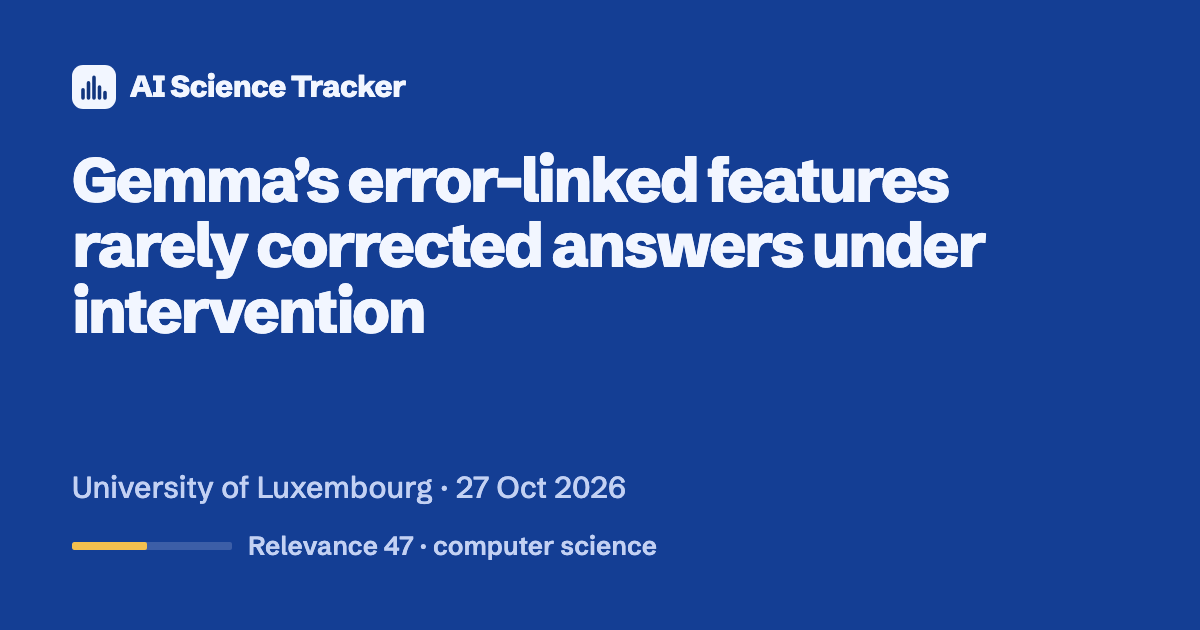 AI Science Tracker
Gemma’s error-linked features
rarely corrected answers under
intervention
University of Luxembourg · 27 Oct 2026
Relevance 47 · computer science